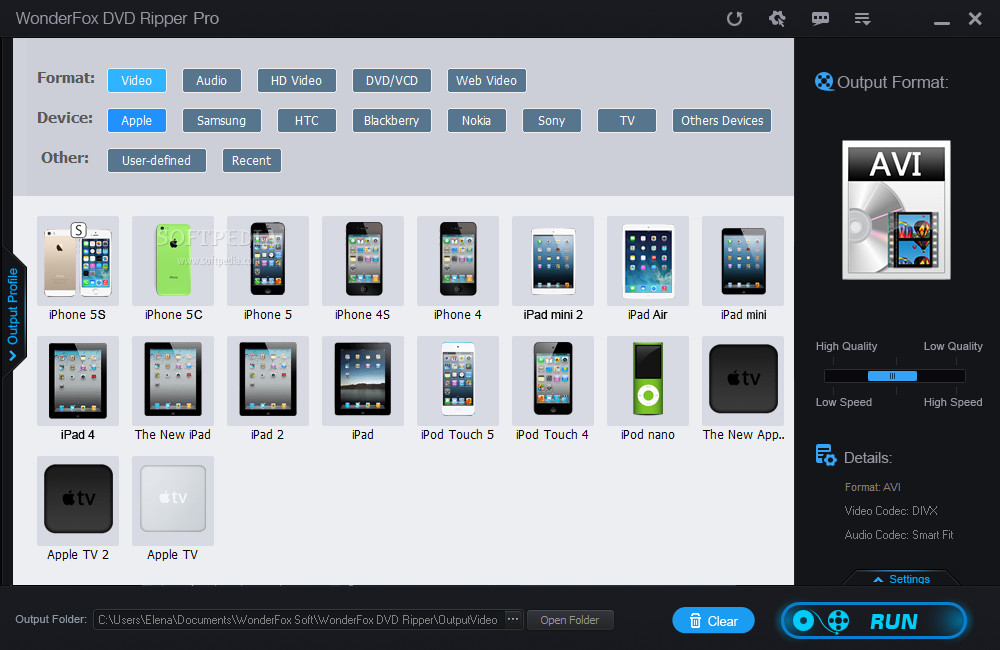 WonderFox DVD Ripper Pro
Format: Video Audio HD Video DVD/VCD Web Video
Device: Apple Samsung HTC Blackberry Nokia Sony TV Others Devices
Other: User-defined Recent
Output Profile
S
SOFTPEDIA
www.softpedia.co
iPhone 5S iPhone 5C iPhone 5 iPhone 4S iPhone 4 iPad mini 2 iPad Air iPad mini
tv
iPad 4 The New iPad iPad 2 iPad iPod Touch 5 iPod Touch 4 iPod nano The New App..
tv tv
Apple TV 2 Apple TV
Output Format:
AVI
High Quality Low Quality
Low Speed High Speed
Details:
Format: AVI
Video Codec: DIVX
Audio Codec: Smart Fit
Settings
Output Folder: C:\Users\Elena\Documents\WonderFox Soft\WonderFox DVD Ripper\OutputVideo ... Open Folder Clear RUN